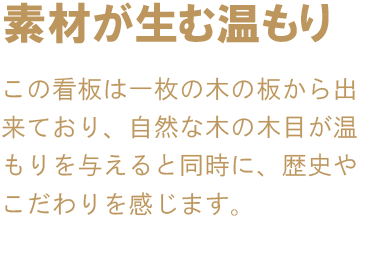 素材が生む温もり
この看板は一枚の木の板から出
来ており、自然な木の木目が温
もりを与えると同時に、歴史や
こだわりを感じます。